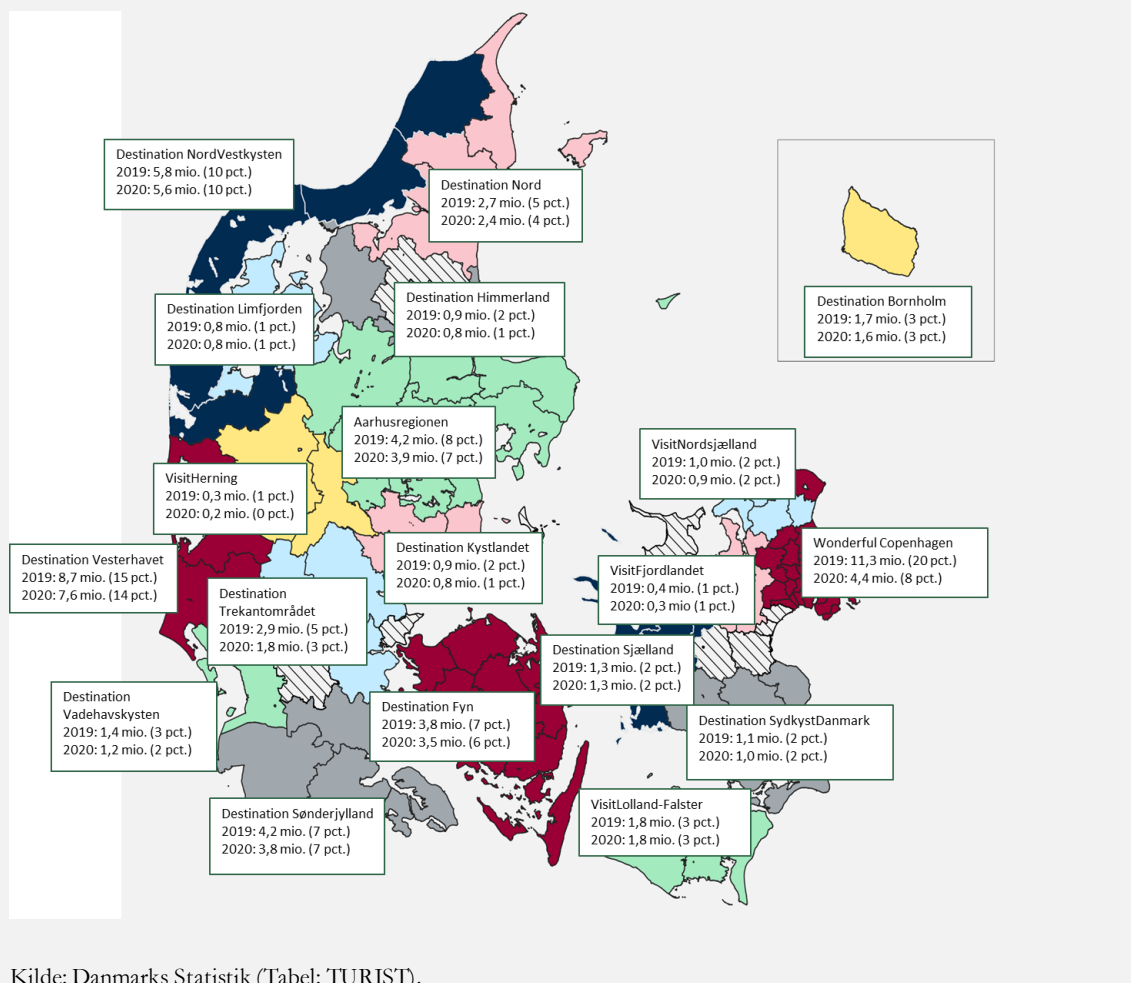 Destination NordVestkysten
2019: 5,8 mio. (10 pct.)
2020: 5,6 mio. (10 pct.)
Destination Nord
2019: 2,7 mio. (5 pct.)
2020: 2,4 mio. (4 pct.)
Destination Limfjorden
2019: 0,8 mio. (1 pct.)
2020: 0,8 mio. (1 pct.)
Destination Himmerland
2019: 0,9 mio. (2 pct.)
2020: 0,8 mio. (1 pct.)
Destination Bornholm
2019: 1,7 mio. (3 pct.)
2020: 1,6 mio. (3 pct.)
Aarhusregionen
2019: 4,2 mio. (8 pct.)
2020: 3,9 mio. (7 pct.)
VisitNordsjælland
2019: 1,0 mio. (2 pct.)
2020: 0,9 mio. (2 pct.)
VisitHerning
2019: 0,3 mio. (1 pct.)
2020: 0,2 mio. (0 pct.)
Destination Vesterhavet
2019: 8,7 mio. (15 pct.)
2020: 7,6 mio. (14 pct.)
Destination Kystlandet
2019: 0,9 mio. (2 pct.)
2020: 0,8 mio. (1 pct.)
Wonderful Copenhagen
2019: 11,3 mio. (20 pct.)
2020: 4,4 mio. (8 pct.)
VisitFjordlandet
2019: 0,4 mio. (1 pct.)
2020: 0,3 mio (1 pct.)
Destination
Trekantområdet
2019: 2,9 mio. (5 pct.)
2020: 1,8 mio. (3 pct.)
Destination Sjælland
2019: 1,3 mio. (2 pct.)
2020: 1,3 mio. (2 pct.)
Destination
Vadehavskysten
2019: 1,4 mio. (3 pct.)
2020: 1,2 mio. (2 pct.)
Destination Fyn
2019: 3,8 mio. (7 pct.)
2020: 3,5 mio. (6 pct.)
Destination SydkystDanmark
2019: 1,1 mio. (2 pct.)
2020: 1,0 mio. (2 pct.)
Destination Sønderjylland
2019: 4,2 mio. (7 pct.)
2020: 3,8 mio. (7 pct.)
VisitLolland-Falster
2019: 1,8 mio. (3 pct.)
2020: 1,8 mio. (3 pct.)
Kilde: Danmarks Statistik (Tabel: TURIST).